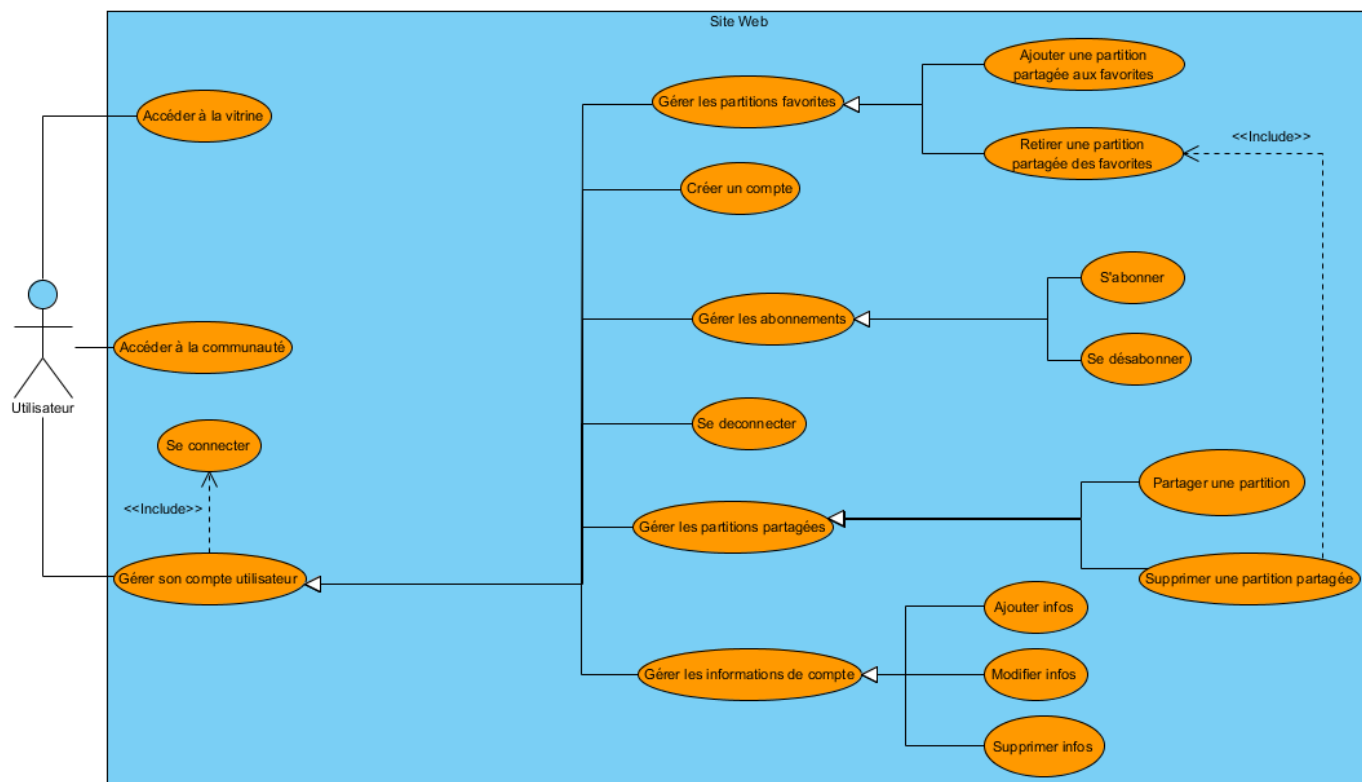 Site Web
Ajouter une partition
partagée aux favorites
Gérer les partitions favorites
Accéder à la vitrine
<<Include>>
Retirer une partition
partagée des favorites
Créer un compte
S'abonner
Gérer les abonnements
Accéder à la communauté
Se désabonner
Utilisateur
Se deconnecter
Se connecter
Partager une partition
<<Include>>
Gérer les partitions partagées
Gérer son compte utilisateur
Supprimer une partition partagée
Ajouter infos
Gérer les informations de compte
Modifier infos
Supprimer infos